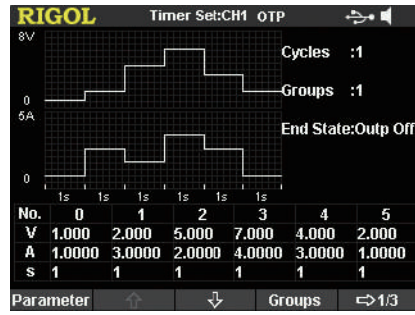 RIGOL Timer Set:CH1 OTP
8V
Cycles :1
Groups :1
0
5A
End State:Outp Off
0
1s 1s 1s 1s 1s 1s
No. 0 1 2 3 4 5
V 1.000 2.000 5.000 7.000 4.000 2.000
A 1.0000 3.0000 2.0000 4.0000 3.0000 1.0000
s 1 1 1 1 1 1
Parameter Groups 1/3